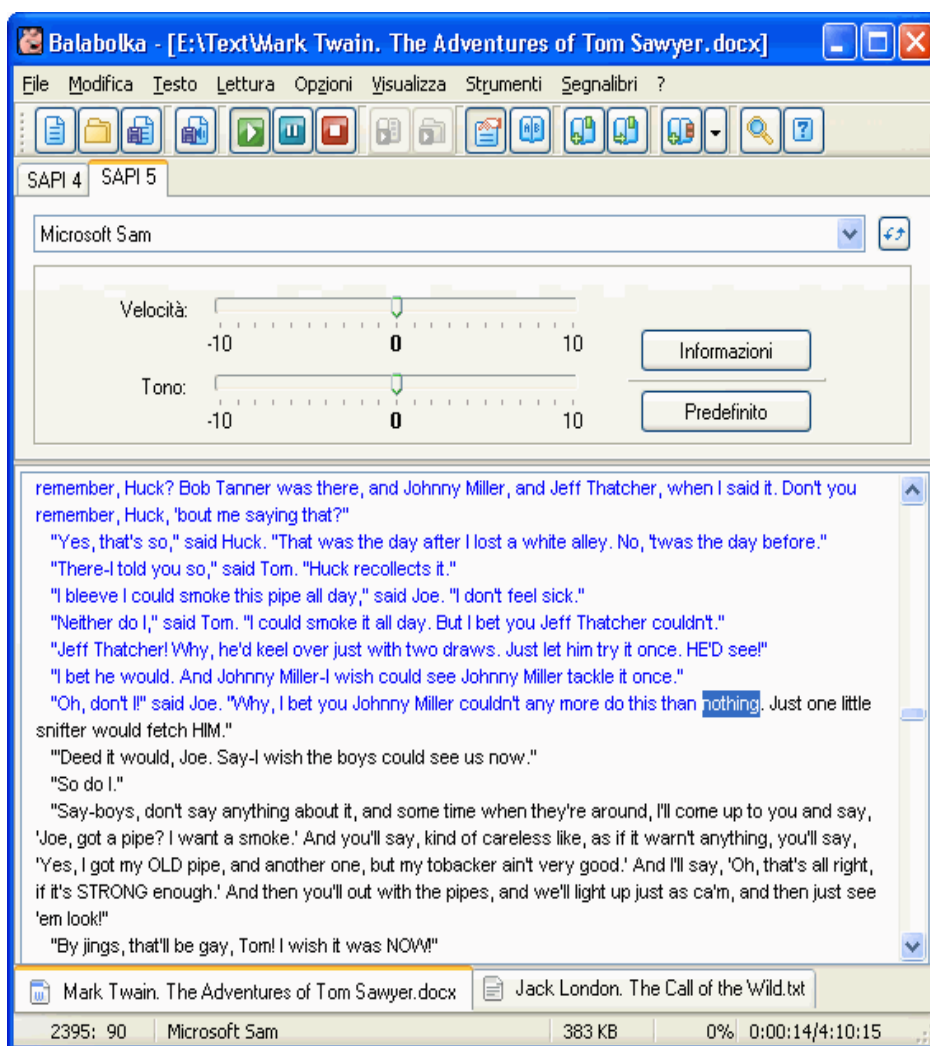 Balabolka - [E:\Text\Mark Twain. The Adventures of Tom Sawyer.docx]
File Modifica Testo Lettura Opzioni Visualizza Strumenti Segnalibri ?
SAPI 4 SAPI 5
Microsoft Sam
Velocità:
-10 0 10
Informazioni
Tono:
-10 0 10
Predefinito
remember, Huck? Bob Tanner was there, and Johnny Miller, and Jeff Thatcher, when I said it. Don't you
remember, Huck, 'bout me saying that?"
"Yes, that's so," said Huck. "That was the day after I lost a white alley. No, 'twas the day before."
"There-I told you so," said Tom. "Huck recollects it."
"I bleeve I could smoke this pipe all day," said Joe. "I don't feel sick."
"Neither do I," said Tom. "I could smoke it all day. But I bet you Jeff Thatcher couldn't."
"Jeff Thatcher! Why, he'd keel over just with two draws. Just let him try it once. HE'D see!"
"I bet he would. And Johnny Miller-I wish could see Johnny Miller tackle it once."
"Oh, don't I!" said Joe. "Why, I bet you Johnny Miller couldn't any more do this than nothing. Just one little
snifter would fetch HIM."
"'Deed it would, Joe. Say-I wish the boys could see us now."
"So do I."
"Say-boys, don't say anything about it, and some time when they're around, I'll come up to you and say,
'Joe, got a pipe? I want a smoke.' And you'll say, kind of careless like, as if it warn't anything, you'll say,
'Yes, I got my OLD pipe, and another one, but my tobacker ain't very good.' And I'll say, 'Oh, that's all right,
if it's STRONG enough.' And then you'll out with the pipes, and we'll light up just as ca'm, and then just see
'em look!"
"By jings, that'll be gay, Tom! I wish it was NOW!"
Mark Twain. The Adventures of Tom Sawyer.docx Jack London. The Call of the Wild.txt
2395: 90 Microsoft Sam 383 KB 0% 0:00:14/4:10:15